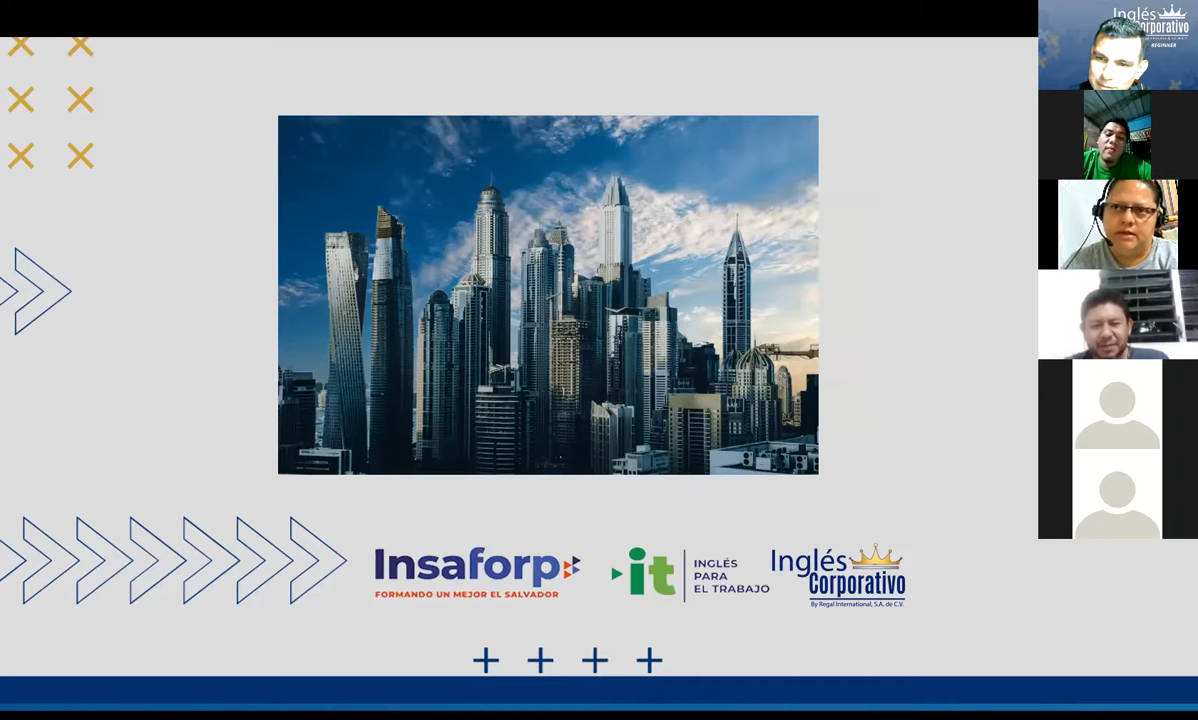 Inglés
Corporativo
BEGINNER
Insaforp
FORMANDO UN MEJOR EL SALVADOR
it
INGLÉS
PARA
EL TRABAJO
Inglés
Corporativo
By Regal International, S.A. de C.V.